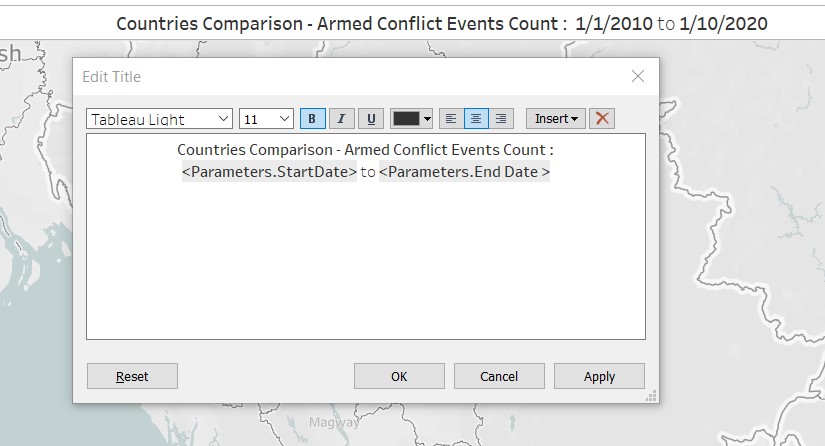 Countries Comparison - Armed Conflict Events Count : 1/1/2010 to 1/10/2020
sh
Edit Title
Tableau Light 11 B I U Insert
Countries Comparison - Armed Conflict Events Count :
<Parameters.StartDate> to <Parameters.End Date >
Reset OK Cancel Apply
Magway